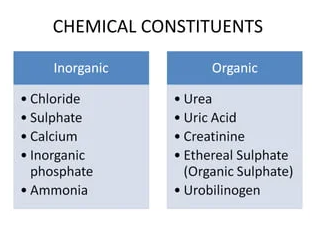 CHEMICAL CONSTITUENTS
Inorganic
• Chloride
• Sulphate
• Calcium
• Inorganic
phosphate
• Ammonia
Organic
• Urea
• Uric Acid
• Creatinine
• Ethereal Sulphate
(Organic Sulphate)
• Urobilinogen